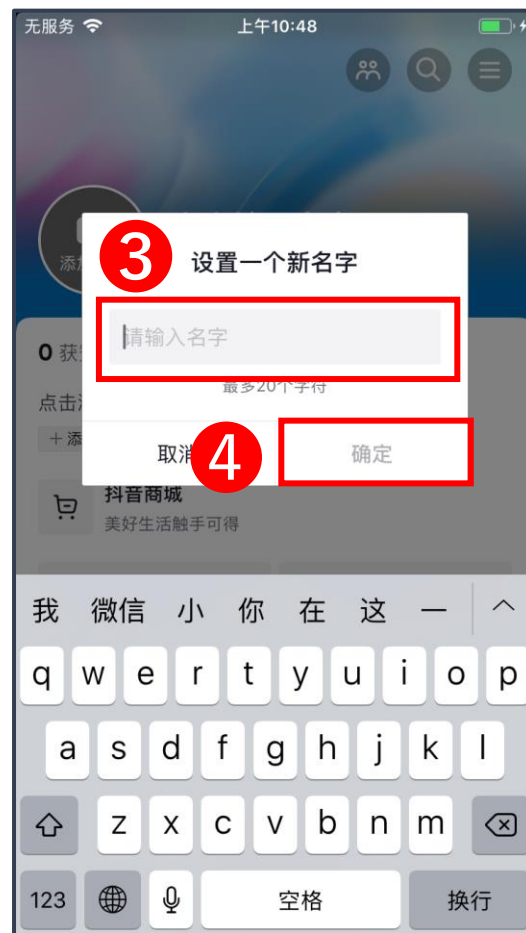 无服务 上午10:48
添
3 设置一个新名字
请输入名字
0 获
最多20个字符
点击
+ 添
取消 4 确定
抖音商城
美好生活触手可得
我 微信 小 你 在 这 一
q w e r t y u i o p
a s d f g h j k l
z x c v b n m
123 空格 换行